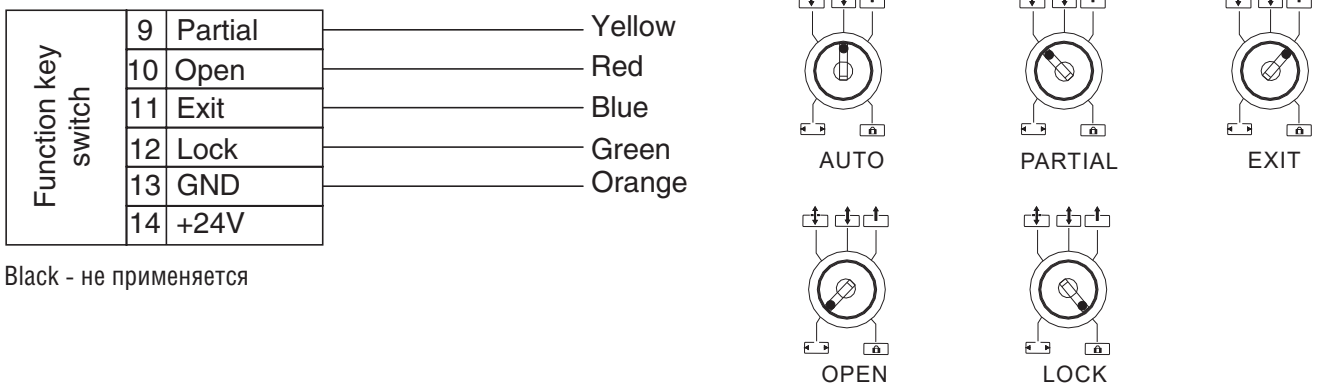 Function key switch
9 Partial Yellow
10 Open Red
11 Exit Blue
12 Lock Green
13 GND Orange
14 +24V
Black - не применяется
AUTO PARTIAL EXIT
OPEN LOCK